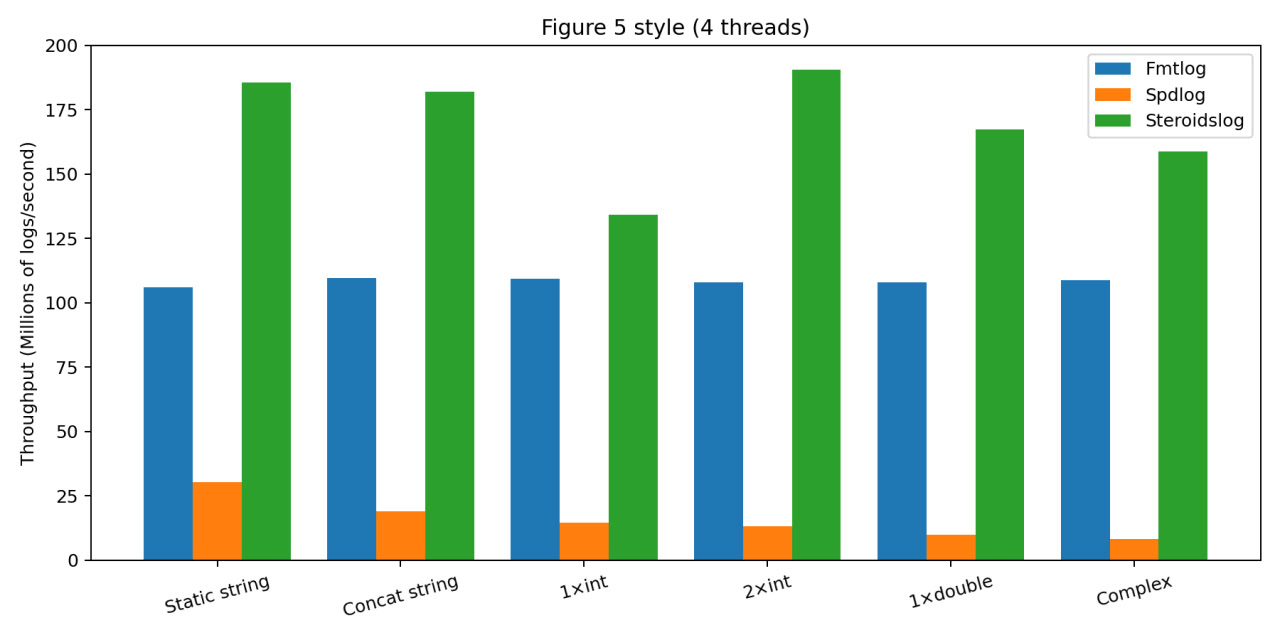 Figure 5 style (4 threads)
Throughput (Millions of logs/second)
200
175
150
125
100
75
50
25
0
Fmtlog
Spdlog
Steroidslog
Static string
Concat string
1×int
2×int
1×double
Complex